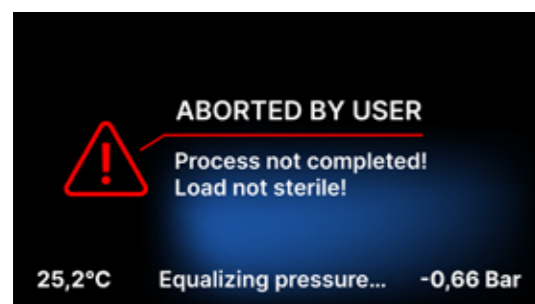 ABORTED BY USER
Process not completed!
Load not sterile!
25,2°C Equalizing pressure... -0,66 Bar